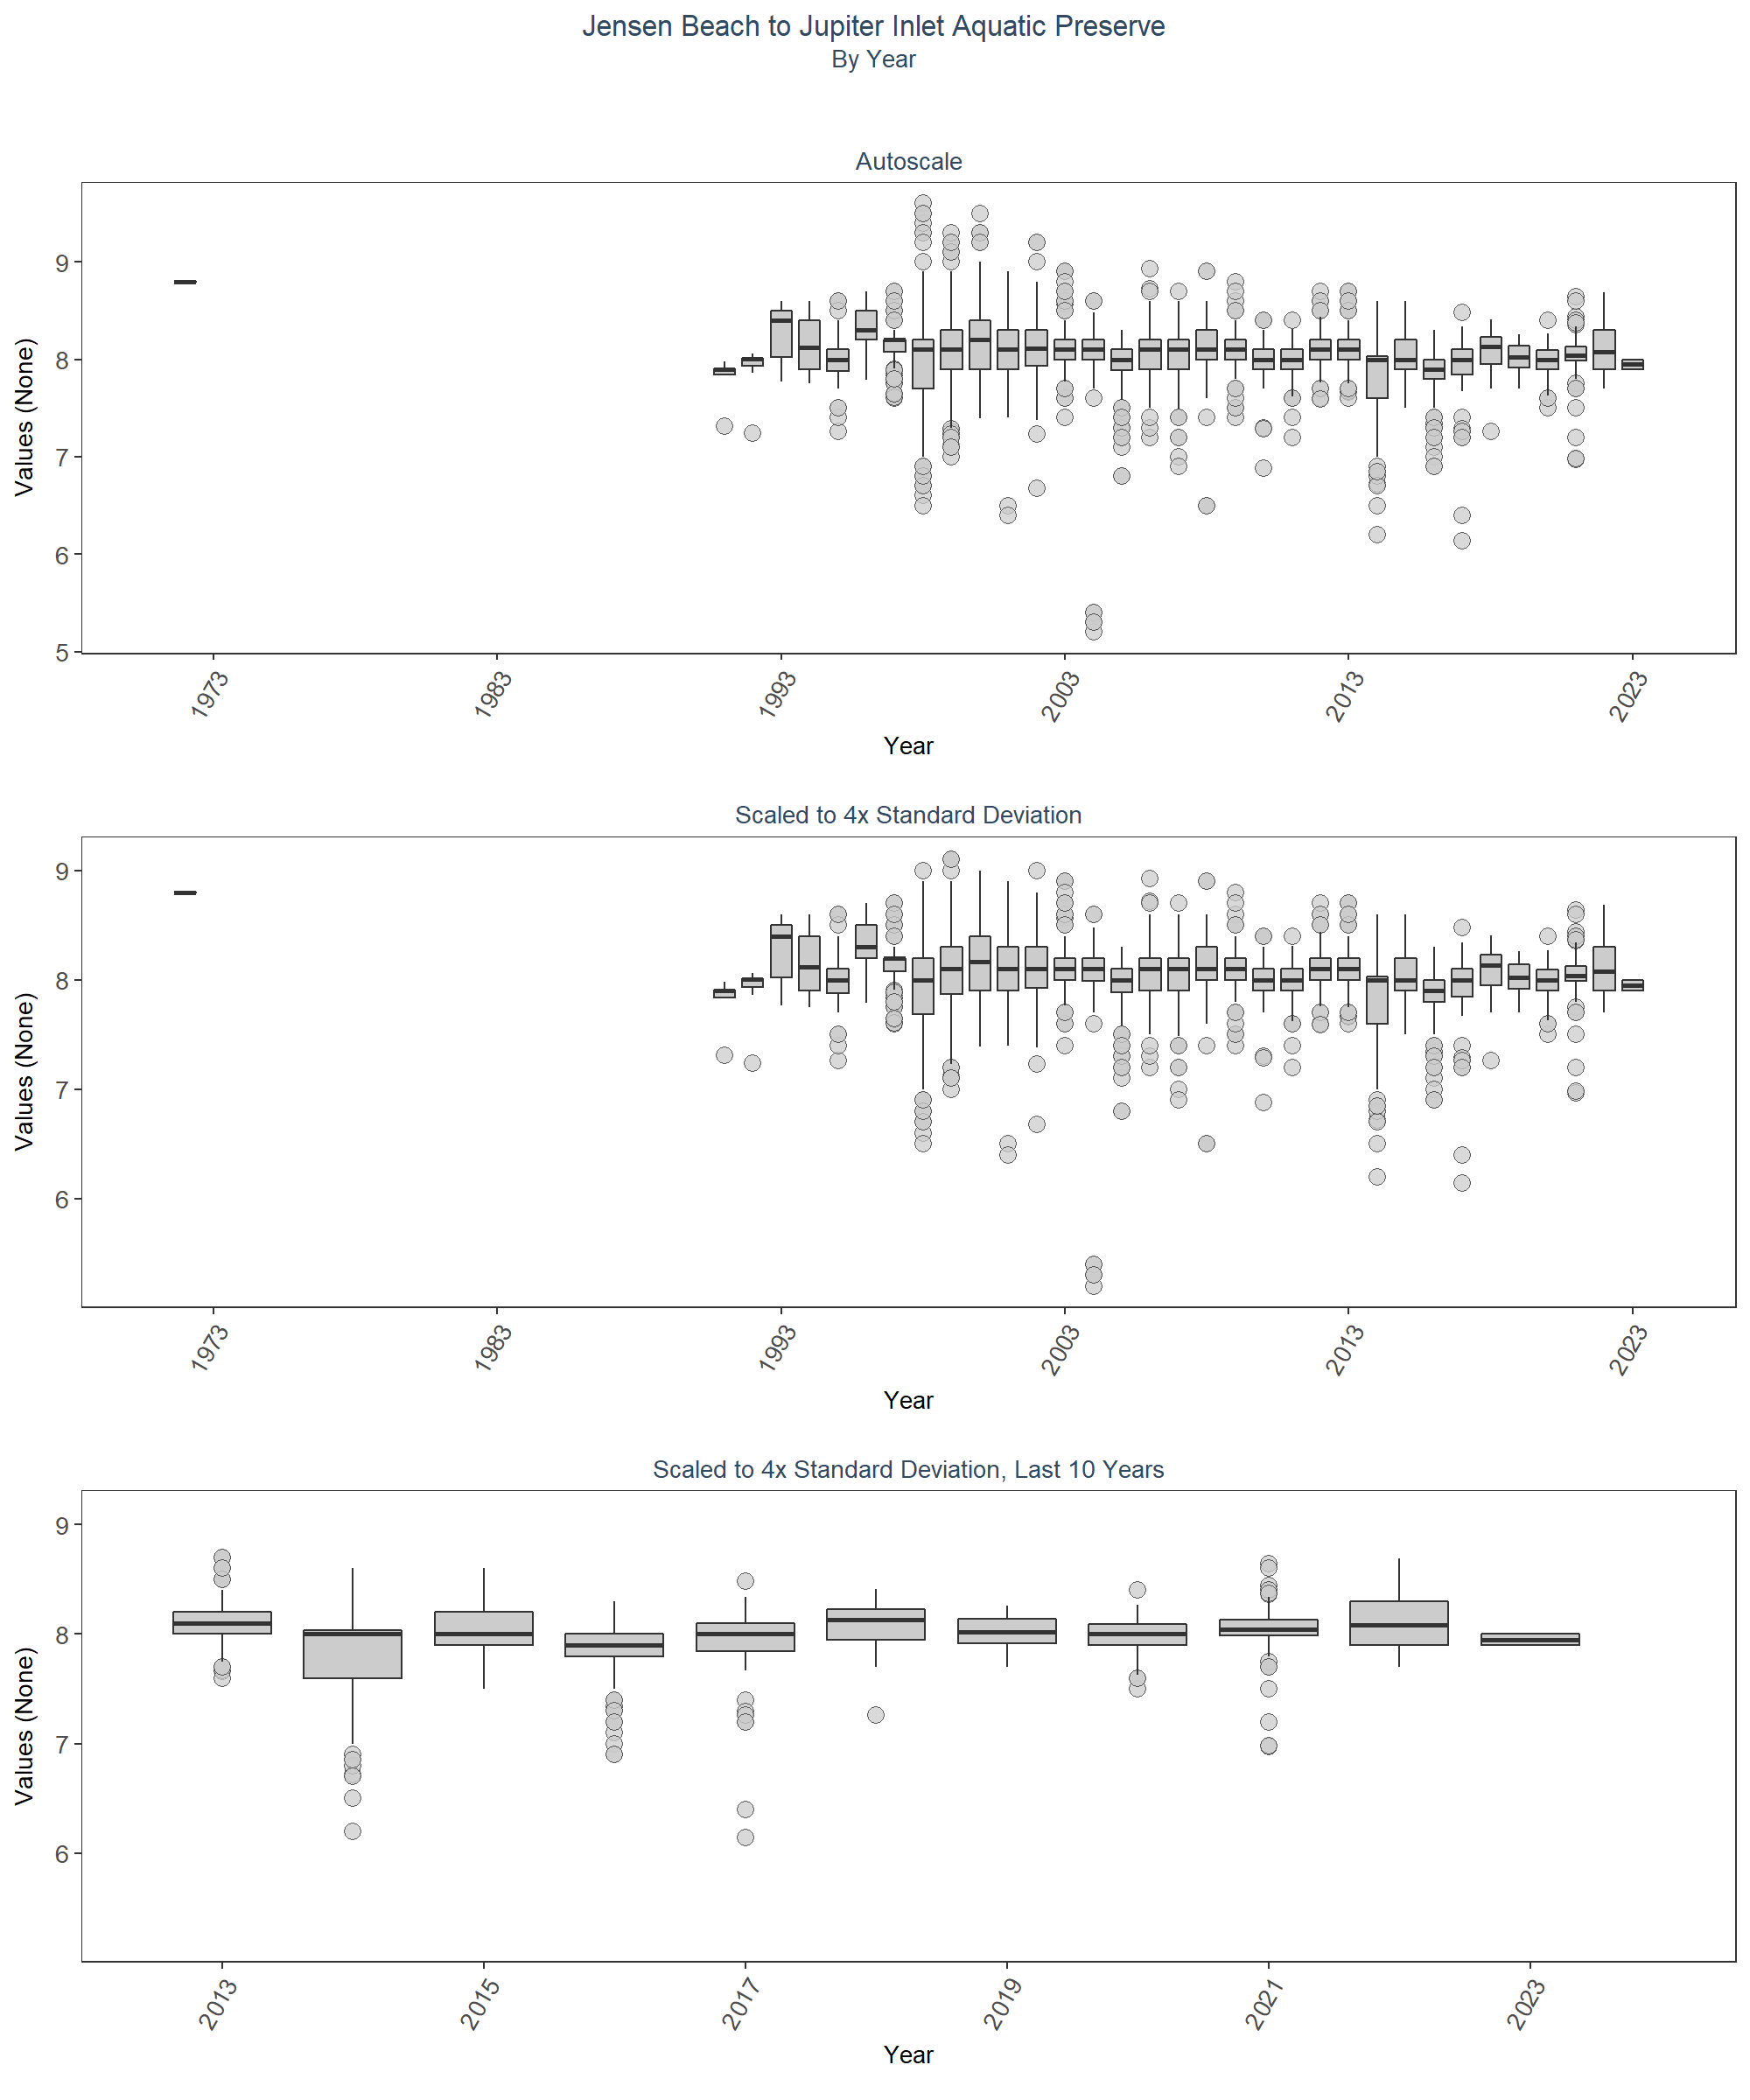 Jensen Beach to Jupiter Inlet Aquatic Preserve
By Year
Autoscale
Values (None)
9
8
7
6
5
1973
1983
1993
2003
2013
2023
Year
Scaled to 4x Standard Deviation
Values (None)
9
8
7
6
1973
1983
1993
2003
2013
2023
Year
Scaled to 4x Standard Deviation, Last 10 Years
Values (None)
9
8
7
6
2013
2015
2017
2019
2021
2023
Year